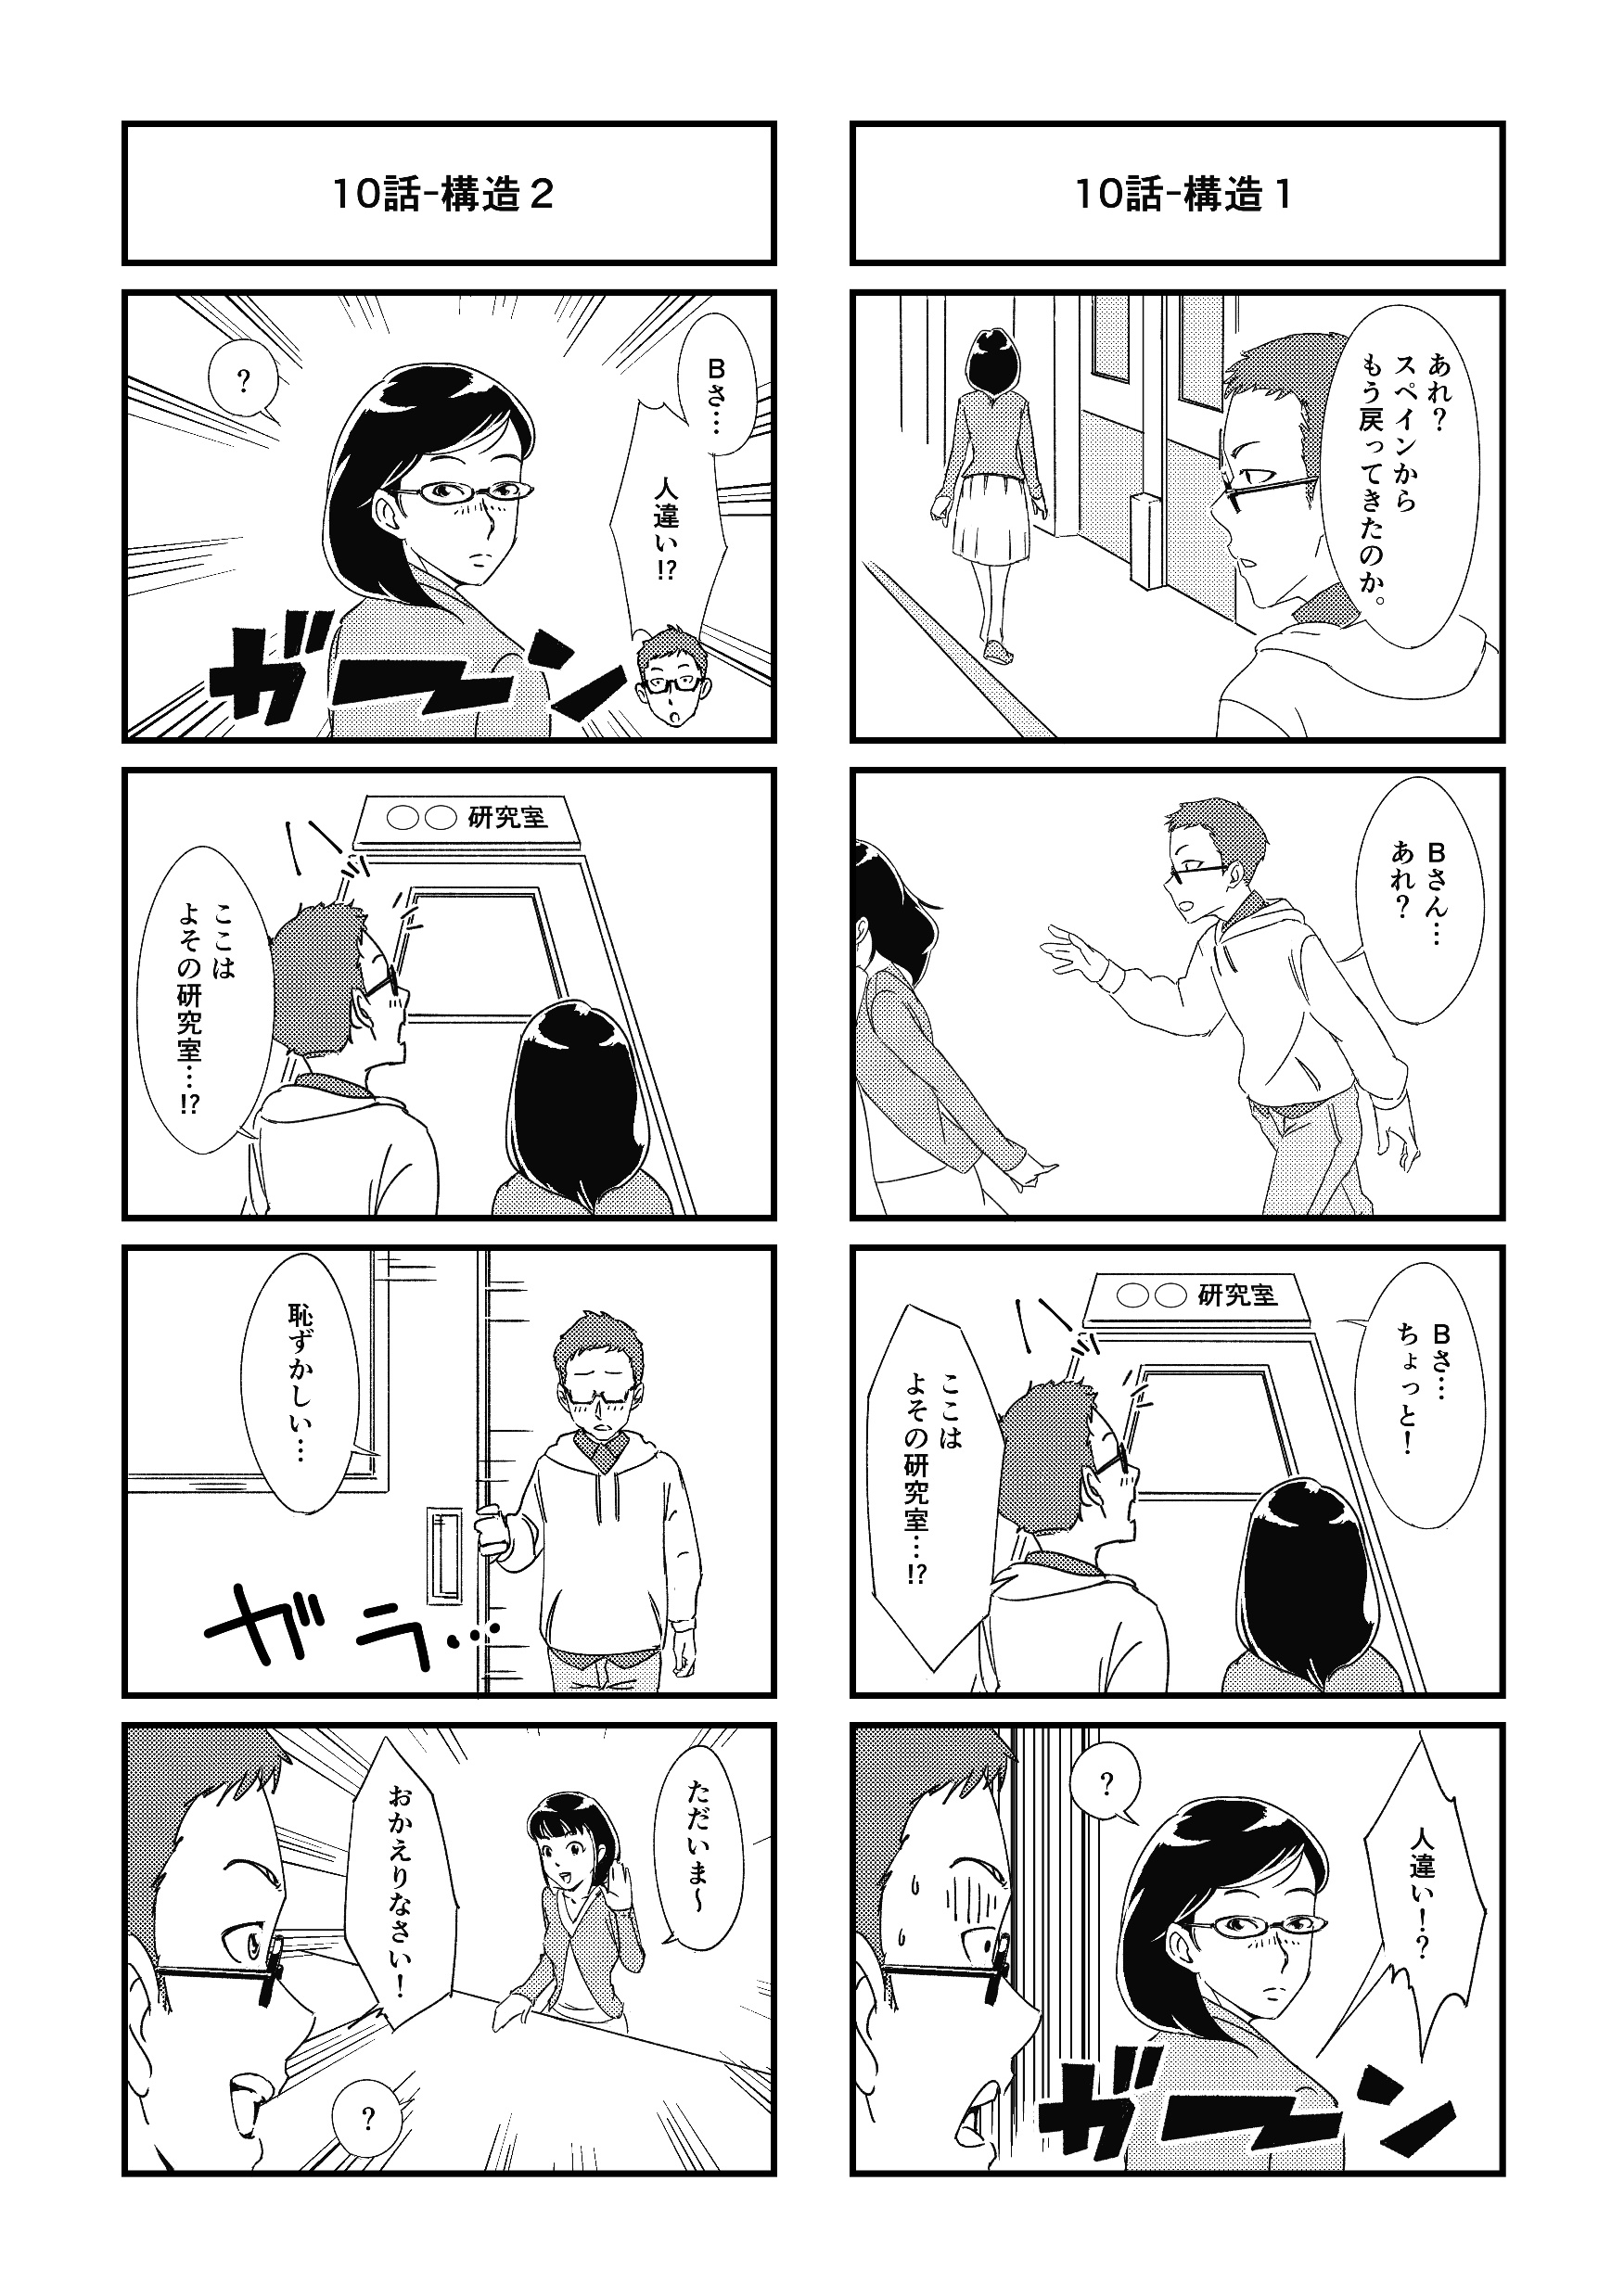 10話-構造1
あれ?
スペインから
もう戻ってきたのか。
Bさん…
あれ?
Bさ…
ちょっと!
○○ 研究室
ここは
よその研究室…!?
人違い!?
?
ガーン
10話-構造2
Bさ…
人違い!?
?
ガーン
○○ 研究室
ここは
よその研究室…!?
恥ずかしい…
ガラ…
ただいま~
おかえりなさい!
?